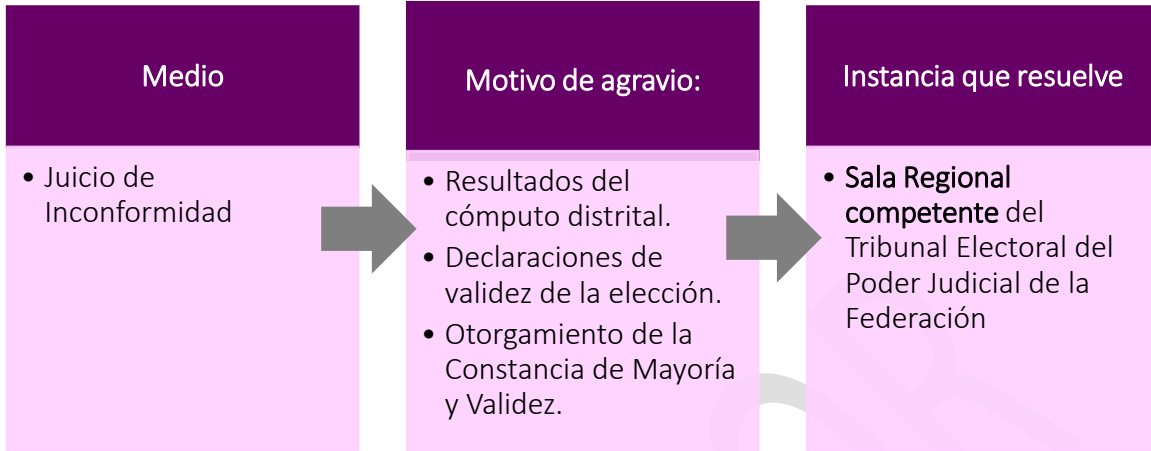 Medio
• Juicio de
Inconformidad
Motivo de agravio:
• Resultados del
cómputo distrital.
• Declaraciones de
validez de la elección.
• Otorgamiento de la
Constancia de Mayoría
y Validez.
Instancia que resuelve
• Sala Regional
competente del
Tribunal Electoral del
Poder Judicial de la
Federación